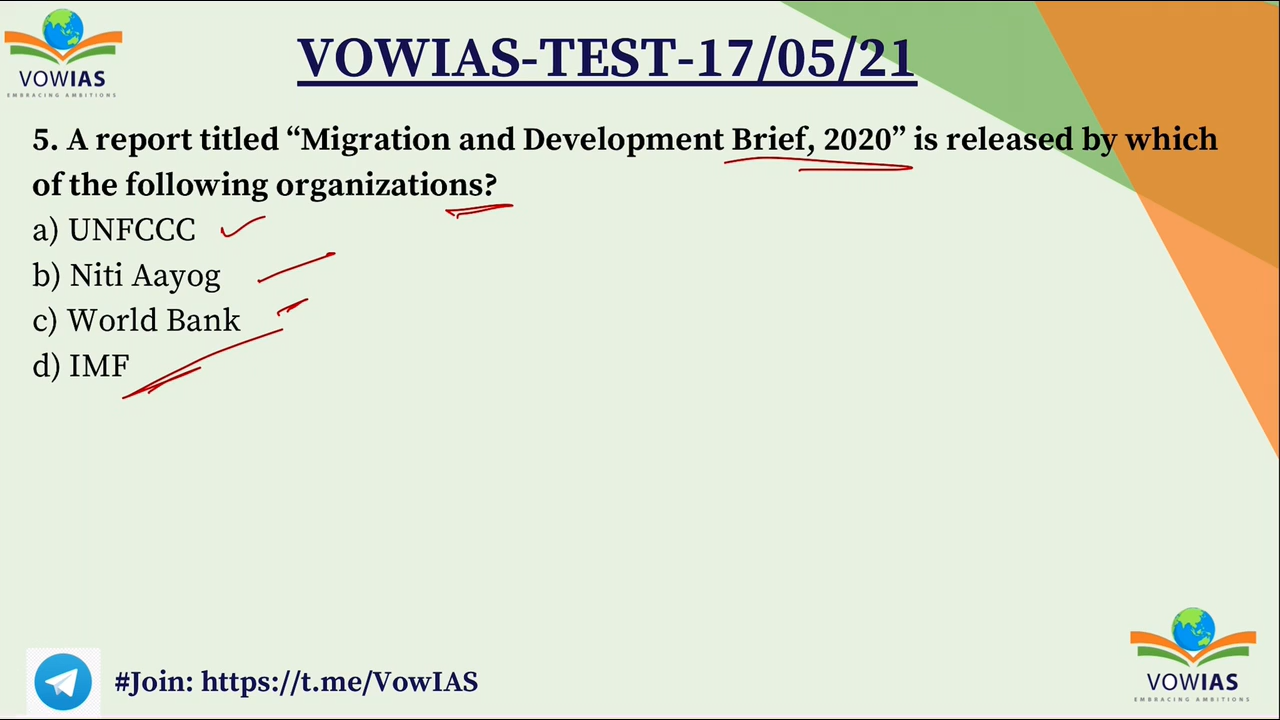 VOWIAS
EMBRACING AMBITIONS
VOWIAS-TEST-17/05/21
5. A report titled “Migration and Development Brief, 2020” is released by which
of the following organizations?
a) UNFCCC
b) Niti Aayog
c) World Bank
d) IMF
#Join: https://t.me/VowIAS
VOWIAS
EMBRACING AMBITIONS